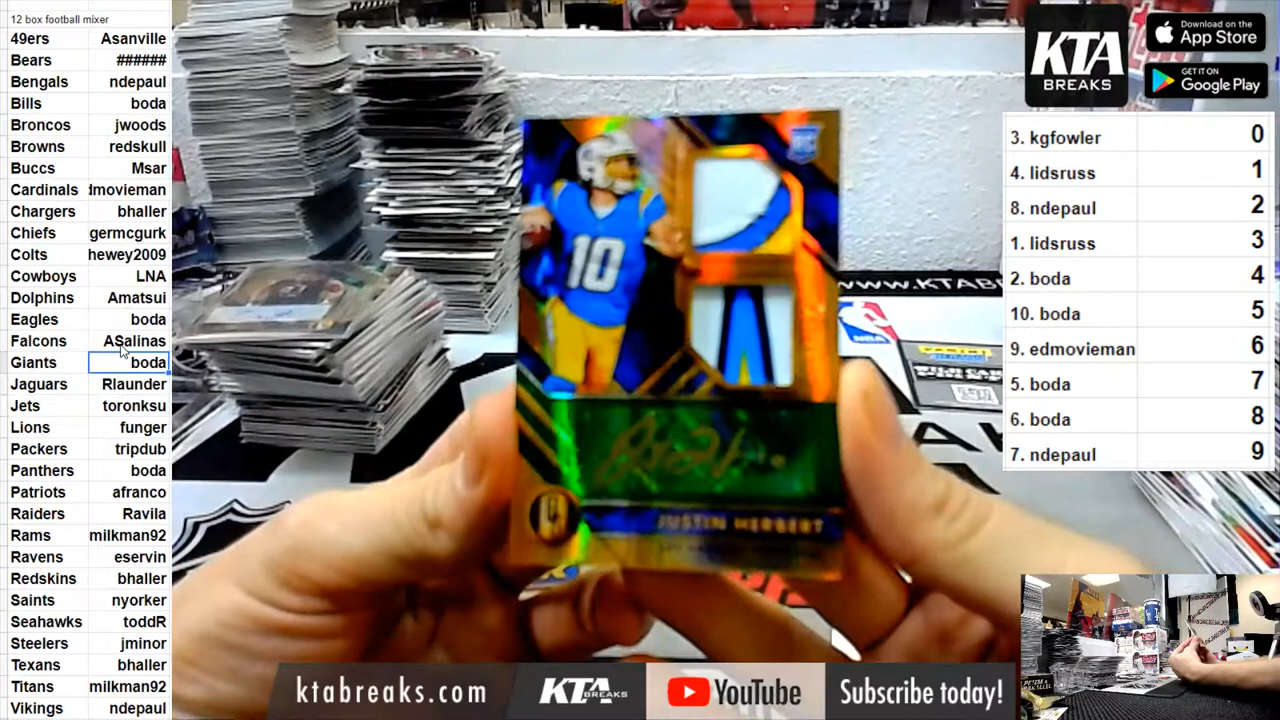 12 box football mixer
49ers Asanville
Bears ######
Bengals ndepaul
Bills boda
Broncos jwoods
Browns redskull
Buccs Msar
Cardinals dmovieman
Chargers bhaller
Chiefs germcgurk
Colts hewey2009
Cowboys LNA
Dolphins Amatsui
Eagles boda
Falcons ASalinas
Giants boda
Jaguars Rlaunder
Jets toronksu
Lions funger
Packers tripdub
Panthers boda
Patriots afranco
Raiders Ravila
Rams milkman92
Ravens eservin
Redskins bhaller
Saints nyorker
Seahawks toddR
Steelers jminor
Texans bhaller
Titans milkman92
Vikings ndepaul
10
JUSTIN HERBERT
WWW.KTAB
NBA
PANINI
KTA
BREAKS
Download on the
App Store
GET IT ON
Google Play
3. kgfowler 0
4. lidsruss 1
8. ndepaul 2
1. lidsruss 3
2. boda 4
10. boda 5
9. edmovieman 6
5. boda 7
6. boda 8
7. ndepaul 9
ktabreaks.com
KTA
BREAKS
YouTube
Subscribe today!